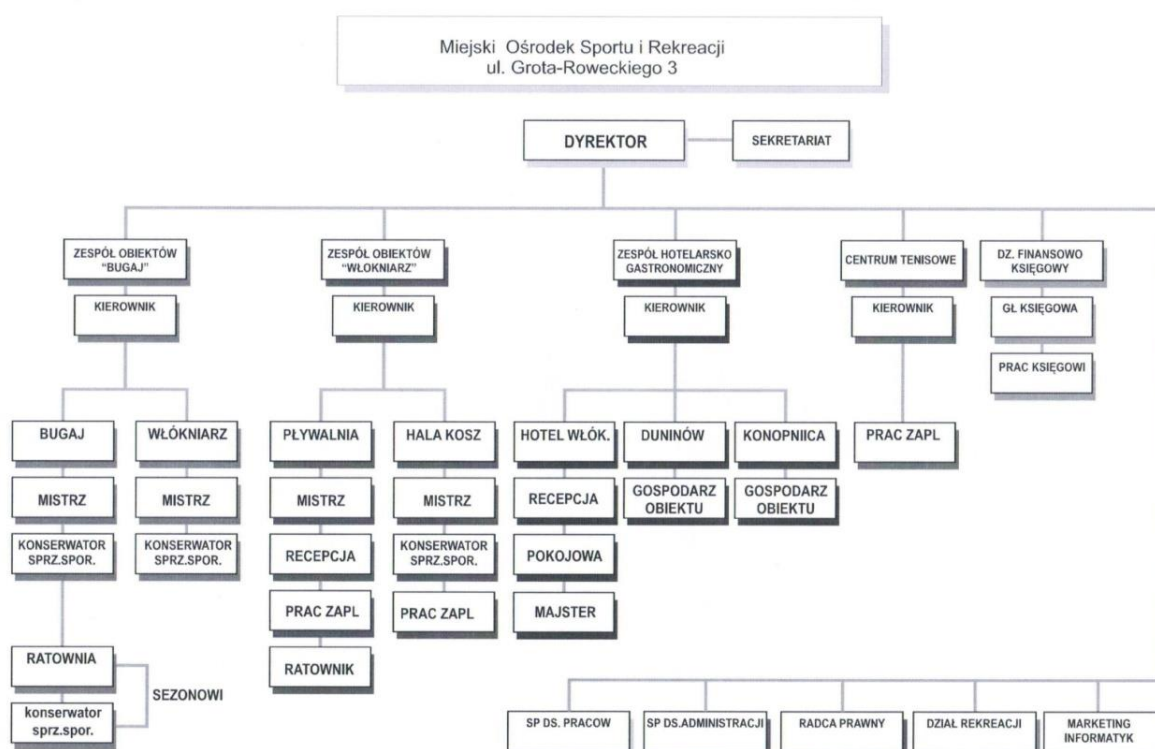 Miejski Ośrodek Sportu i Rekreacji
ul. Grota-Roweckiego 3
DYREKTOR
SEKRETARIAT
ZESPÓŁ OBIEKTÓW
"BUGAJ"
KIEROWNIK
ZESPÓŁ OBIEKTÓW
"WŁOKNIARZ"
KIEROWNIK
ZESPÓŁ HOTELARSKO
GASTRONOMICZNY
KIEROWNIK
CENTRUM TENISOWE
KIEROWNIK
DZ. FINANSOWO
KSIĘGOWY
GŁ KSIĘGOWA
PRAC KSIĘGOWI
BUGAJ
MISTRZ
KONSERWATOR
SPRZ.SPOR.
RATOWNIA
konserwator
sprz.spor.
SEZONOWI
WŁÓKNIARZ
MISTRZ
KONSERWATOR
SPRZ.SPOR.
PŁYWALNIA
MISTRZ
RECEPCJA
PRAC ZAPL
RATOWNIK
HALA KOSZ
MISTRZ
KONSERWATOR
SPRZ.SPOR.
PRAC ZAPL
HOTEL WŁÓK.
RECEPCJA
POKOJOWA
MAJSTER
DUNINÓW
GOSPODARZ
OBIEKTU
KONOPNIICA
GOSPODARZ
OBIEKTU
PRAC ZAPL
SP DS. PRACOW
SP DS.ADMINISTRACJI
RADCA PRAWNY
DZIAŁ REKREACJI
MARKETING
INFORMATYK